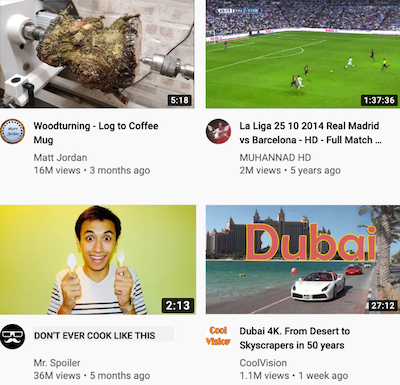 5:18
1:37:36
Matt
Jordan
Woodturning - Log to Coffee
Mug
Matt Jordan
16M views • 3 months ago
La Liga 25 10 2014 Real Madrid
vs Barcelona - HD - Full Match ...
MUHANNAD HD
2M views • 5 years ago
2:13
Dubai
27:12
DON'T EVER COOK LIKE THIS
Mr. Spoiler
36M views • 5 months ago
Cool
Vision
Dubai 4K. From Desert to
Skyscrapers in 50 years
CoolVision
1.1M views • 1 week ago